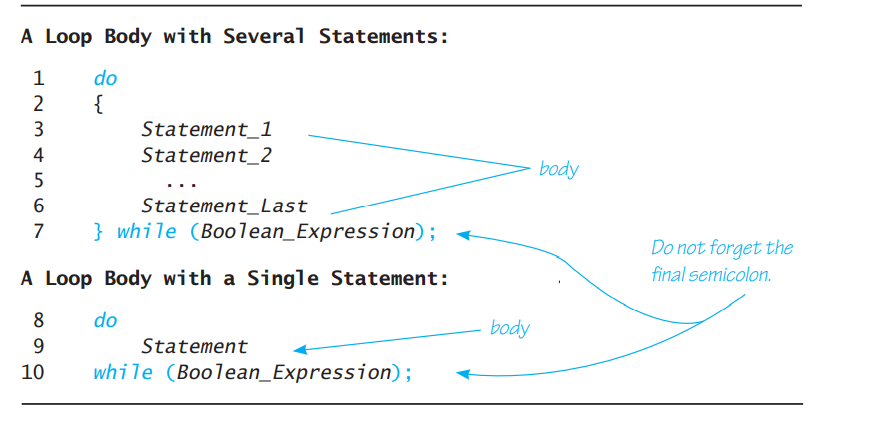 A Loop Body with Several Statements:
1 do
2 {
3 Statement_1
4 Statement_2
5 ...
6 Statement_Last
7 } while (Boolean_Expression);
body
Do not forget the
final semicolon.
A Loop Body with a Single Statement:
8 do
9 Statement
10 while (Boolean_Expression);
body